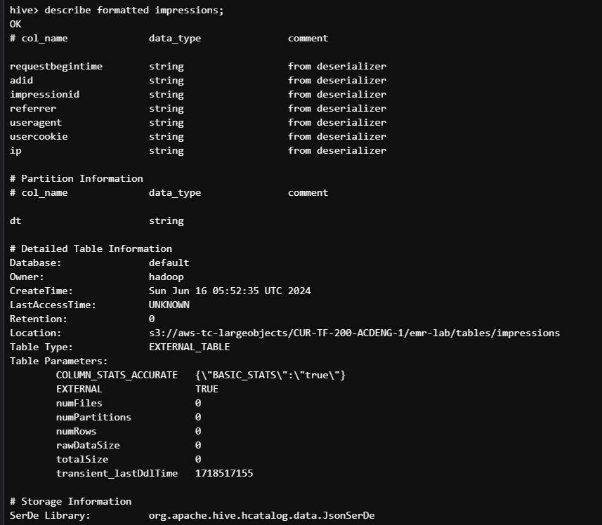 hive> describe formatted impressions;
OK
# col_name data_type comment
requestbegintime string from deserializer
adid string from deserializer
impressionid string from deserializer
referrer string from deserializer
useragent string from deserializer
usercookie string from deserializer
ip string from deserializer
# Partition Information
# col_name data_type comment
dt string
# Detailed Table Information
Database: default
Owner: hadoop
CreateTime: Sun Jun 16 05:52:35 UTC 2024
LastAccessTime: UNKNOWN
Retention: 0
Location: s3://aws-tc-largeobjects/CUR-TF-200-ACDENG-1/emr-lab/tables/impressions
Table Type: EXTERNAL_TABLE
Table Parameters:
COLUMN_STATS_ACCURATE {\"BASIC_STATS\":\"true\"}
EXTERNAL TRUE
numFiles 0
numPartitions 0
numRows 0
rawDataSize 0
totalSize 0
transient_lastDdlTime 1718517155
# Storage Information
SerDe Library: org.apache.hive.hcatalog.data.JsonSerDe